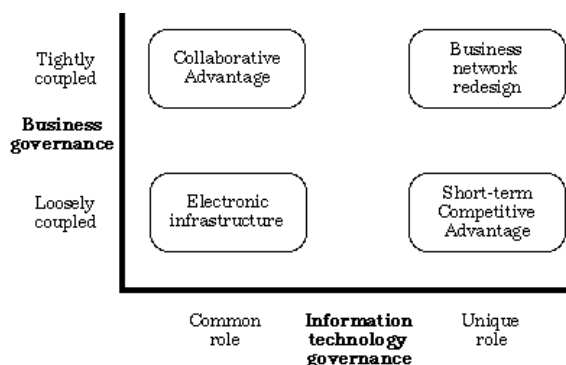 Tightly
coupled
Collaborative
Advantage
Business
network
redesign
Business
governance
Loosely
coupled
Electronic
infrastructure
Short-term
Competitive
Advantage
Common
role
Information
technology
governance
Unique
role